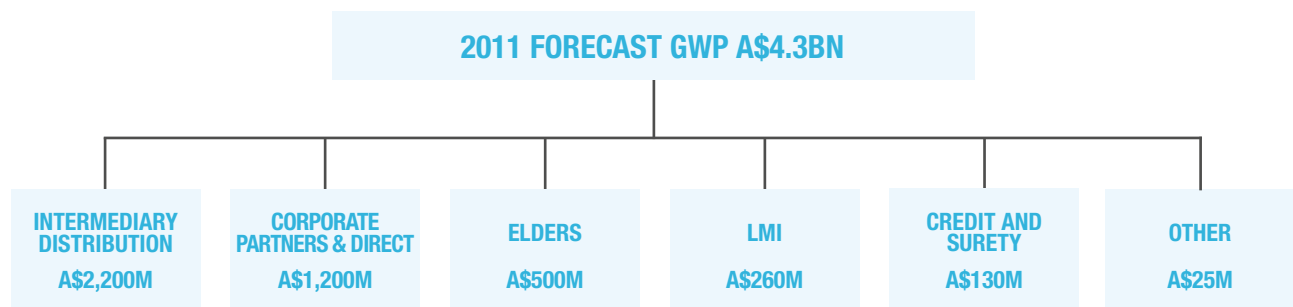 2011 FORECAST GWP A$4.3BN
INTERMEDIARY
DISTRIBUTION
A$2,200M
CORPORATE
PARTNERS & DIRECT
A$1,200M
ELDERS
A$500M
LMI
A$260M
CREDIT AND
SURETY
A$130M
OTHER
A$25M